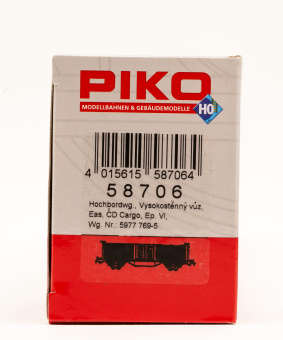 PIKO
MODELLBAHNEN & GEBÄUDEMODELLE
HO
4 015615 587064
58706
Hochbordwg., Vysokostěnný vůz,
Eas, ČD Cargo, Ep. VI,
Wg. Nr.: 5977 769-5